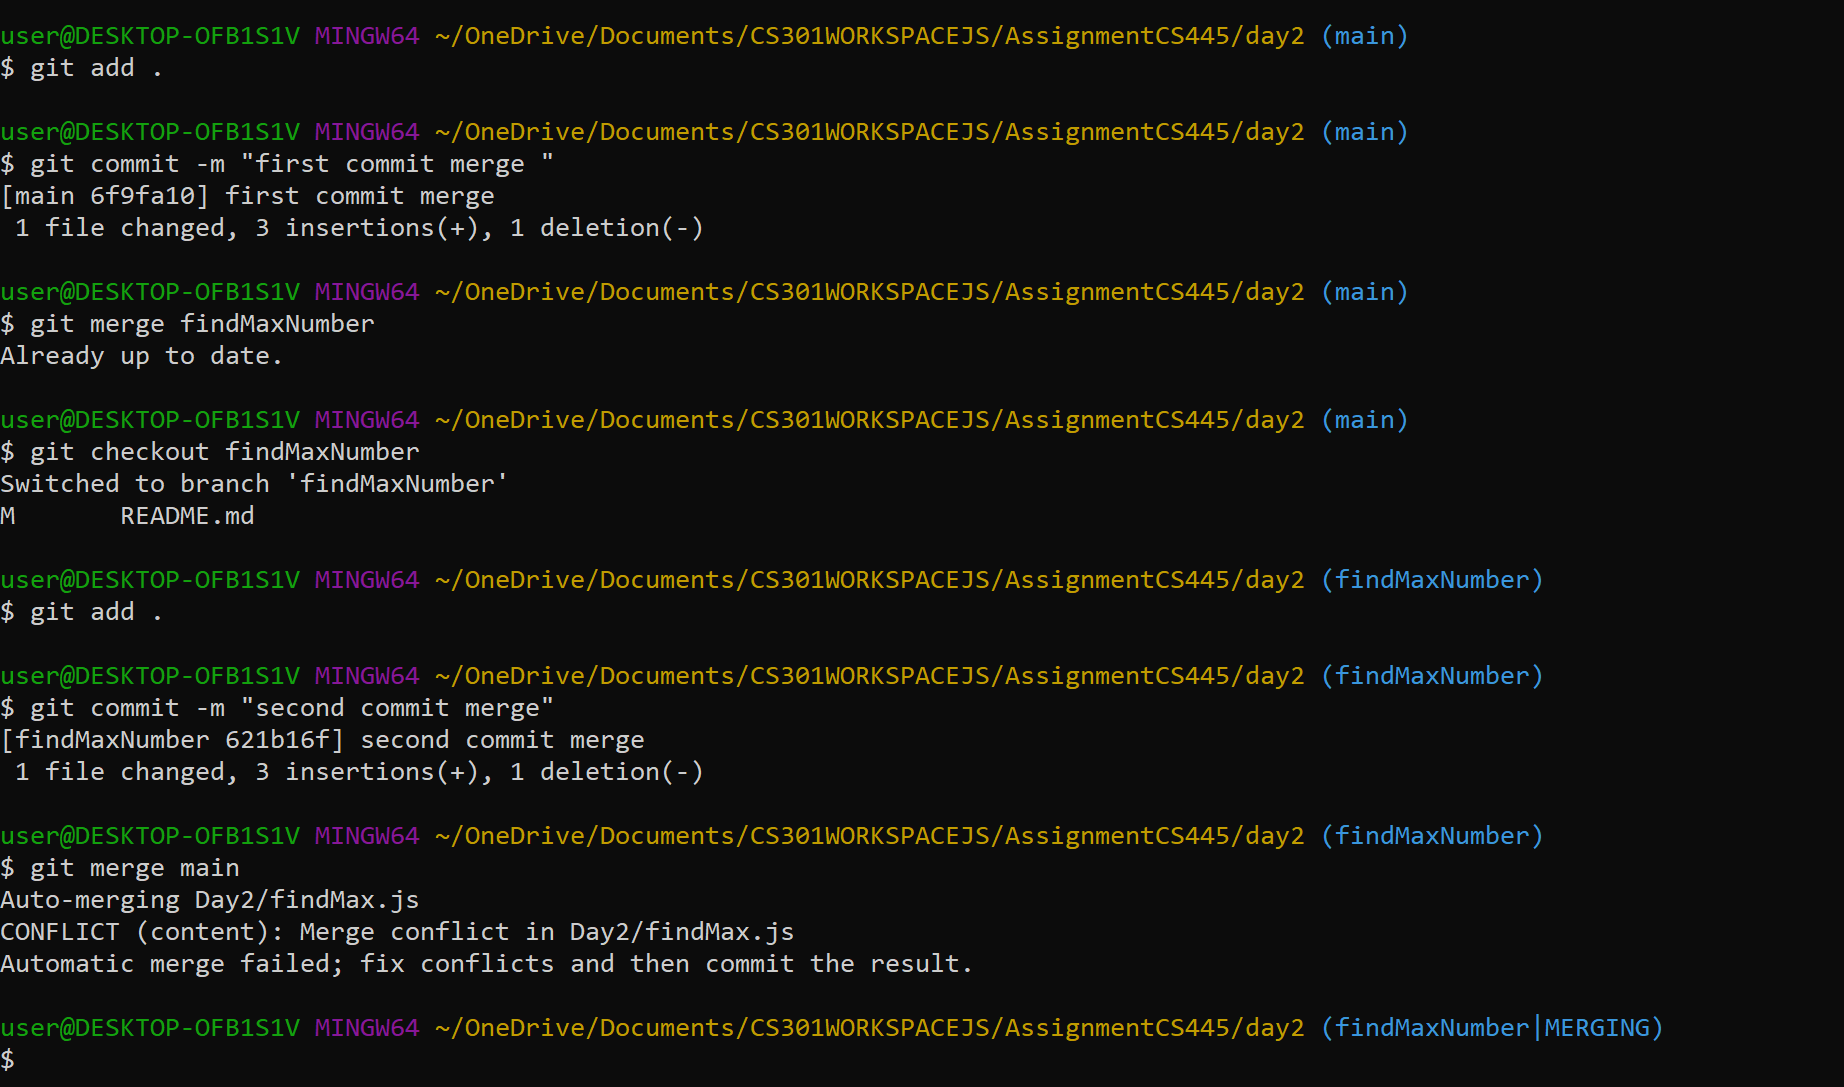 user@DESKTOP-OFB1S1V MINGW64 ~/OneDrive/Documents/CS301WORKSPACEJS/AssignmentCS445/day2 (main)
$ git add .
user@DESKTOP-OFB1S1V MINGW64 ~/OneDrive/Documents/CS301WORKSPACEJS/AssignmentCS445/day2 (main)
$ git commit -m "first commit merge "
[main 6f9fa10] first commit merge
 1 file changed, 3 insertions(+), 1 deletion(-)
user@DESKTOP-OFB1S1V MINGW64 ~/OneDrive/Documents/CS301WORKSPACEJS/AssignmentCS445/day2 (main)
$ git merge findMaxNumber
Already up to date.
user@DESKTOP-OFB1S1V MINGW64 ~/OneDrive/Documents/CS301WORKSPACEJS/AssignmentCS445/day2 (main)
$ git checkout findMaxNumber
Switched to branch 'findMaxNumber'
M       README.md
user@DESKTOP-OFB1S1V MINGW64 ~/OneDrive/Documents/CS301WORKSPACEJS/AssignmentCS445/day2 (findMaxNumber)
$ git add .
user@DESKTOP-OFB1S1V MINGW64 ~/OneDrive/Documents/CS301WORKSPACEJS/AssignmentCS445/day2 (findMaxNumber)
$ git commit -m "second commit merge"
[findMaxNumber 621b16f] second commit merge
 1 file changed, 3 insertions(+), 1 deletion(-)
user@DESKTOP-OFB1S1V MINGW64 ~/OneDrive/Documents/CS301WORKSPACEJS/AssignmentCS445/day2 (findMaxNumber)
$ git merge main
Auto-merging Day2/findMax.js
CONFLICT (content): Merge conflict in Day2/findMax.js
Automatic merge failed; fix conflicts and then commit the result.
user@DESKTOP-OFB1S1V MINGW64 ~/OneDrive/Documents/CS301WORKSPACEJS/AssignmentCS445/day2 (findMaxNumber|MERGING)
$